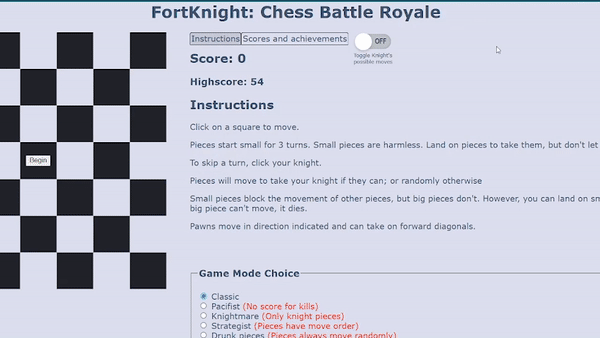 FortKnight: Chess Battle Royale
Instructions Scores and achievements
OFF
Toggle Knight's
possible moves
Score: 0
Highscore: 54
Instructions
Click on a square to move.
Pieces start small for 3 turns. Small pieces are harmless. Land on pieces to take them, but don't let
Begin
To skip a turn, click your knight.
Pieces will move to take your knight if they can; or randomly otherwise
Small pieces block the movement of other pieces, but big pieces don't. However, you can land on
big piece can't move, it dies.
Pawns move in direction indicated and can take on forward diagonals.
Game Mode Choice
Classic
Pacifist (No score for kills)
Knightmare (Only knight pieces)
Strategist (Pieces have move order)
Drunk pieces (Pieces always move randomly)